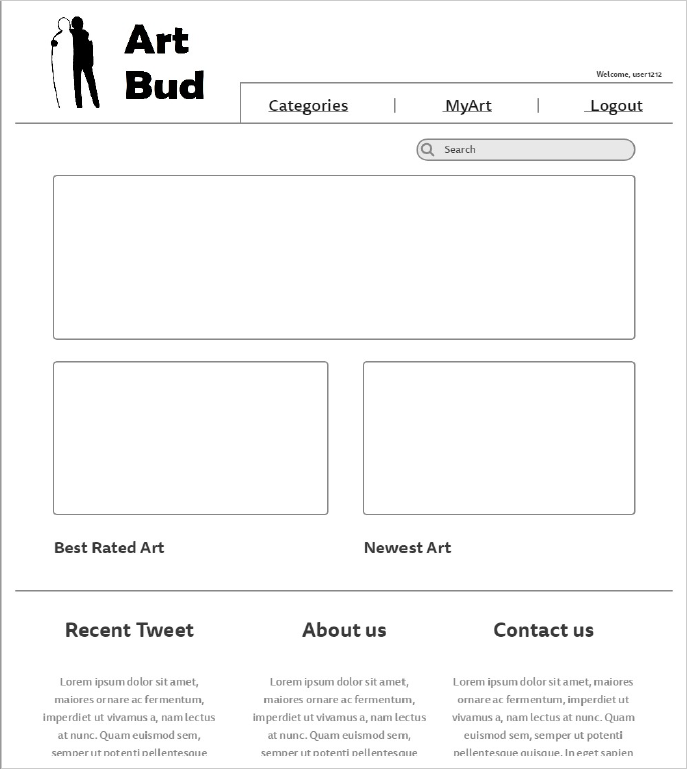 Art
Bud
Welcome, user1212
Categories | MyArt | Logout
Search
Best Rated Art
Newest Art
Recent Tweet
Lorem ipsum dolor sit amet,
maiores ornare ac fermentum,
imperdiet ut vivamus a, nam lectus
at nunc. Quam euismod sem,
semper ut potenti pellentesque
About us
Lorem ipsum dolor sit amet,
maiores ornare ac fermentum,
imperdiet ut vivamus a, nam lectus
at nunc. Quam euismod sem,
semper ut potenti pellentesque
Contact us
Lorem ipsum dolor sit amet, maiores
ornare ac fermentum, imperdiet ut
vivamus a, nam lectus at nunc. Quam
euismod sem, semper ut potenti
pellentesque quisque. In eget sapien